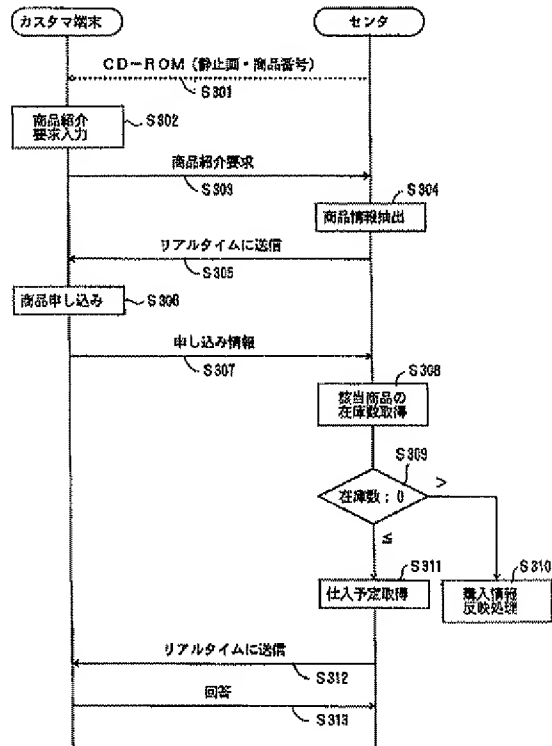 カスタマ端末
センタ
CD-ROM(静止画・商品番号)
S301
商品紹介
要求入力
S302
商品紹介要求
S303
S304
商品情報抽出
リアルタイムに送信
S305
商品申し込み
S306
申し込み情報
S307
S308
該当商品の
在庫数取得
S309
在庫数:0
>
≦
S311
仕入予定取得
S310
購入情報
反映処理
リアルタイムに送信
S312
回答
S313